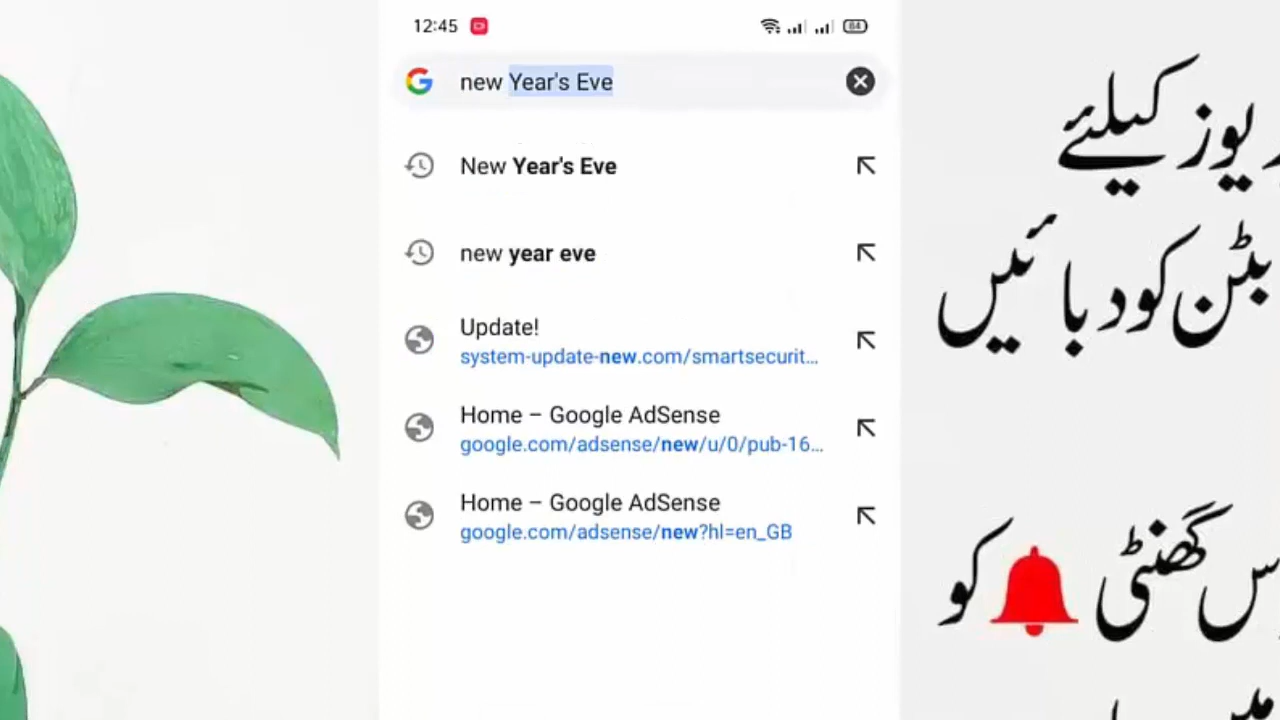 12:45
84
new Year's Eve
New Year's Eve
new year eve
Update!
system-update-new.com/smartsecurit...
Home – Google AdSense
google.com/adsense/new/u/0/pub-16...
Home – Google AdSense
google.com/adsense/new?hl=en_GB
کیلئے
بٹن کو دبائیں
گھنٹی کو